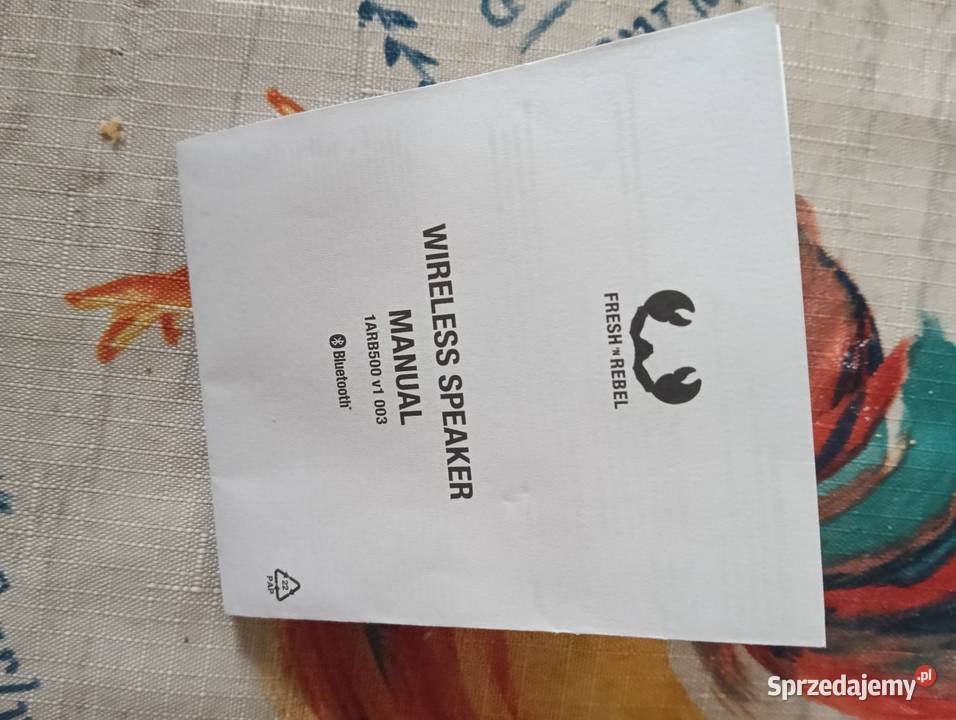 FRESH 'N REBEL
WIRELESS SPEAKER
MANUAL
1ARB500 v1 003
Bluetooth®
22
PAP
Sprzedajemy.pl